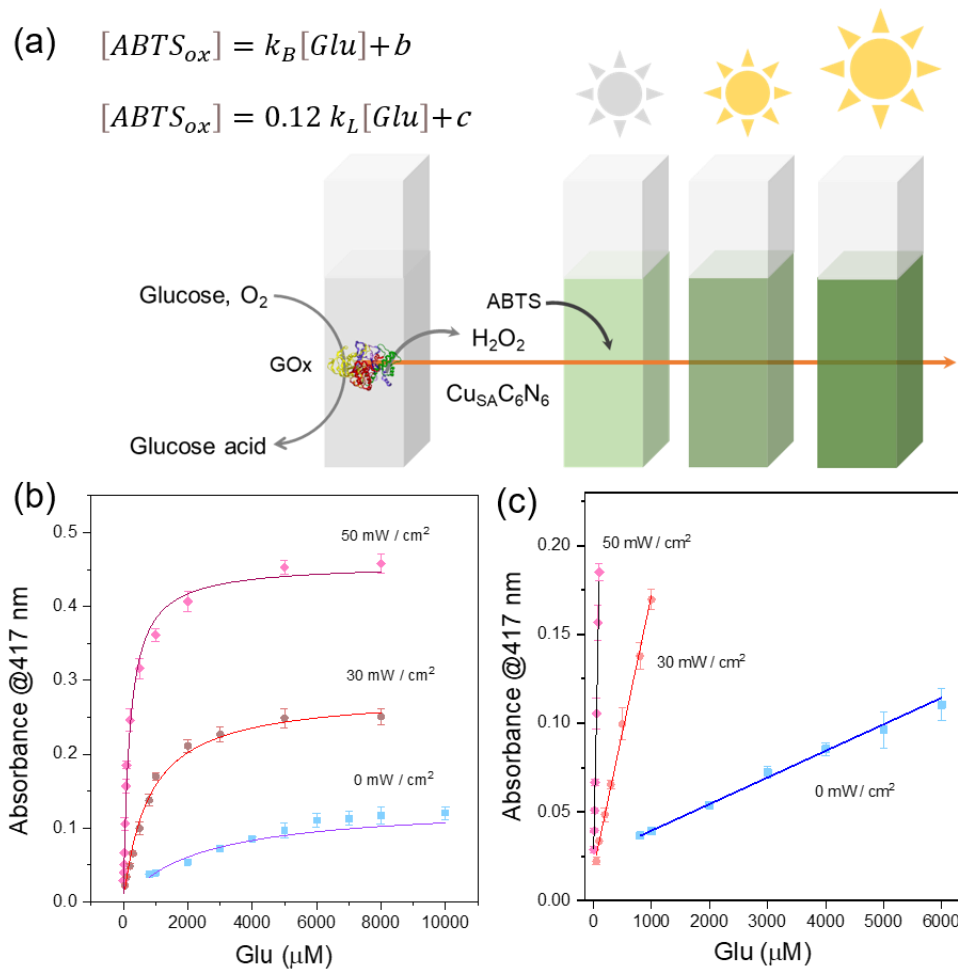 (a)
[ABTSₒₓ] = k_B[Glu]+b
[ABTSₒₓ] = 0.12 k_L[Glu]+c
Glucose, O₂
GOx
Glucose acid
ABTS
H₂O₂
Cu_SAC₆N₆
(b)
Absorbance @417 nm
0.5
0.4
0.3
0.2
0.1
0.0
50 mW / cm²
30 mW / cm²
0 mW / cm²
0 2000 4000 6000 8000 10000
Glu (μM)
(c)
Absorbance @417 nm
0.20
0.15
0.10
0.05
0.00
50 mW / cm²
30 mW / cm²
0 mW / cm²
0 1000 2000 3000 4000 5000 6000
Glu (μM)